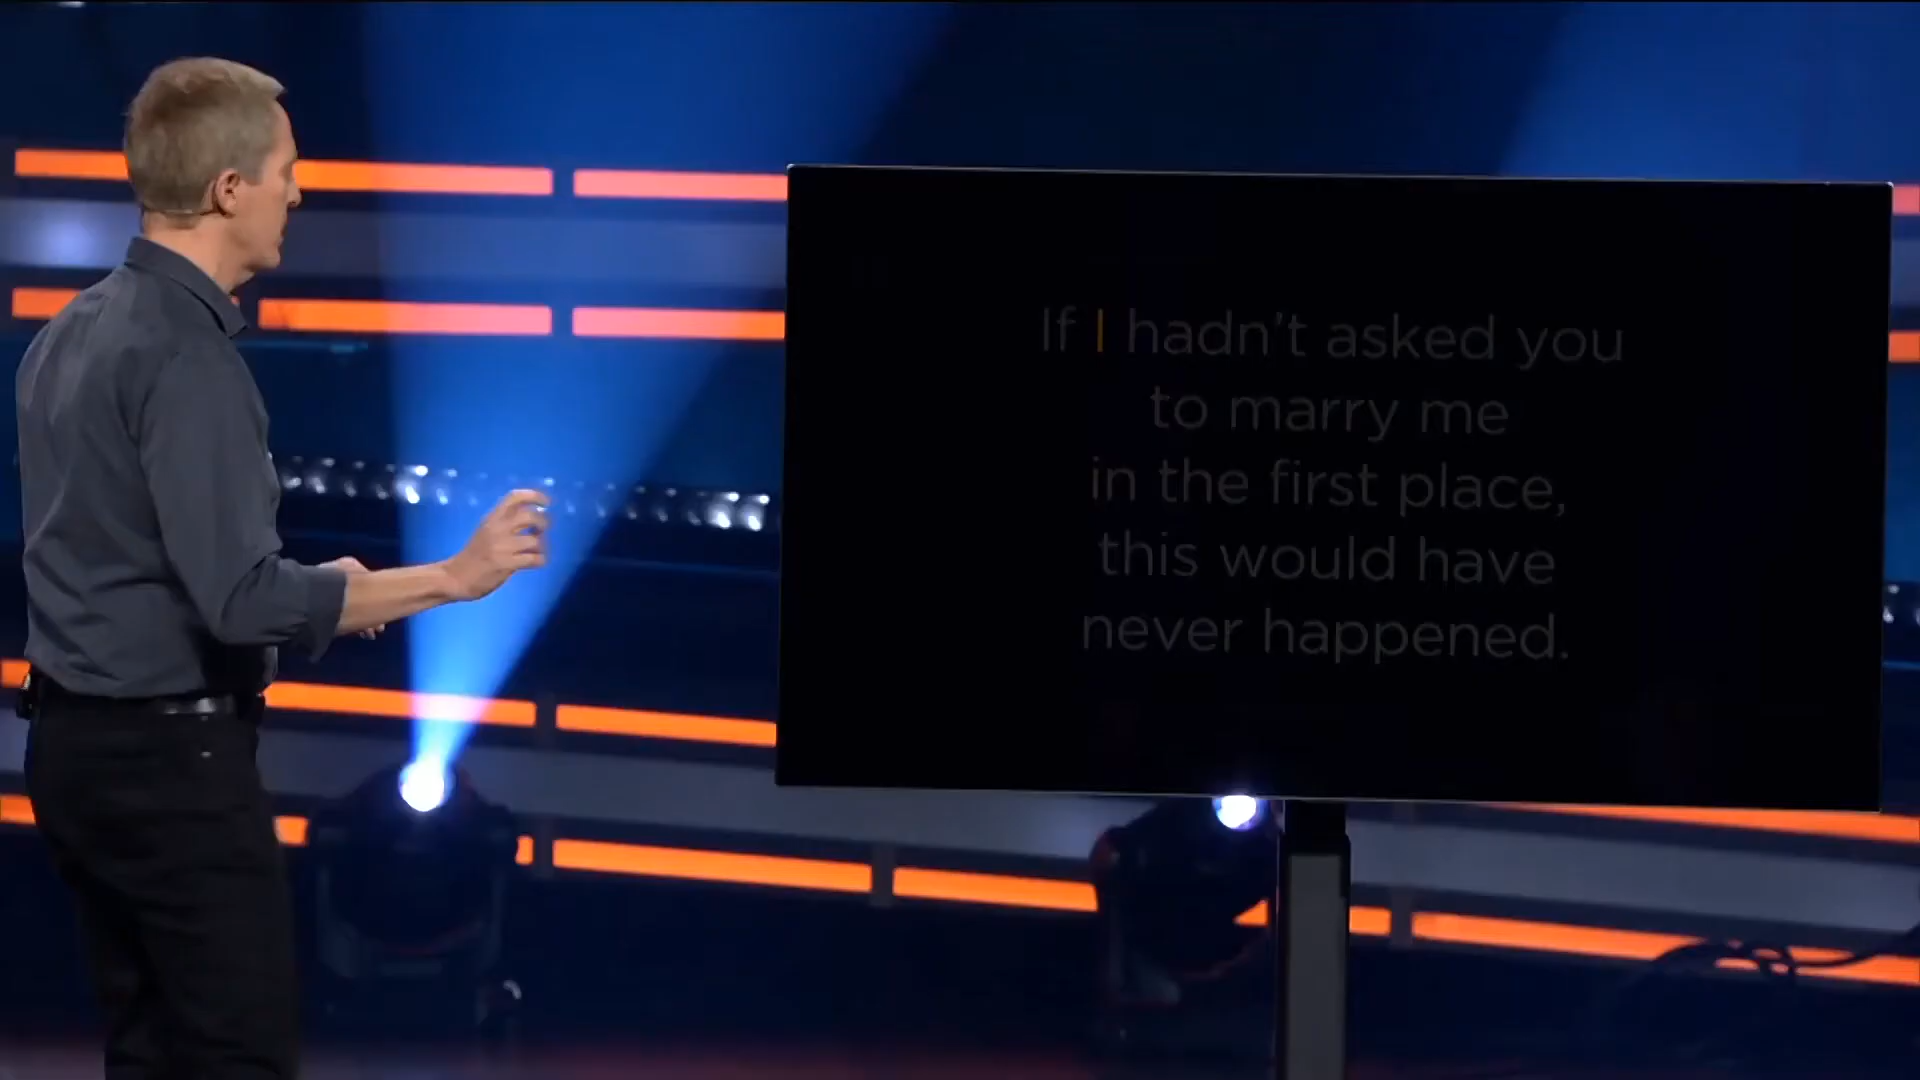 If I hadn't asked you
to marry me
in the first place,
this would have
never happened.